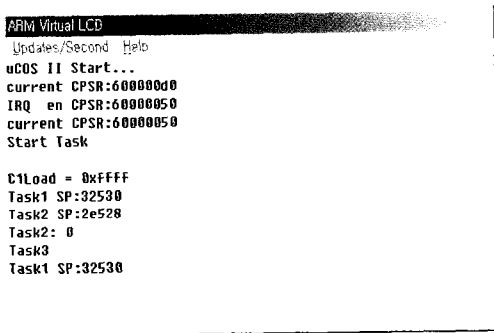 ARM Virtual LCD
Updates/Second Help
uCOS II Start...
current CPSR:600000d0
IRQ en CPSR:60000050
current CPSR:60000050
Start Task
C1Load = 0xffff
Task1 SP:32530
Task2 SP:2e528
Task2: 0
Task3
Task1 SP:32530